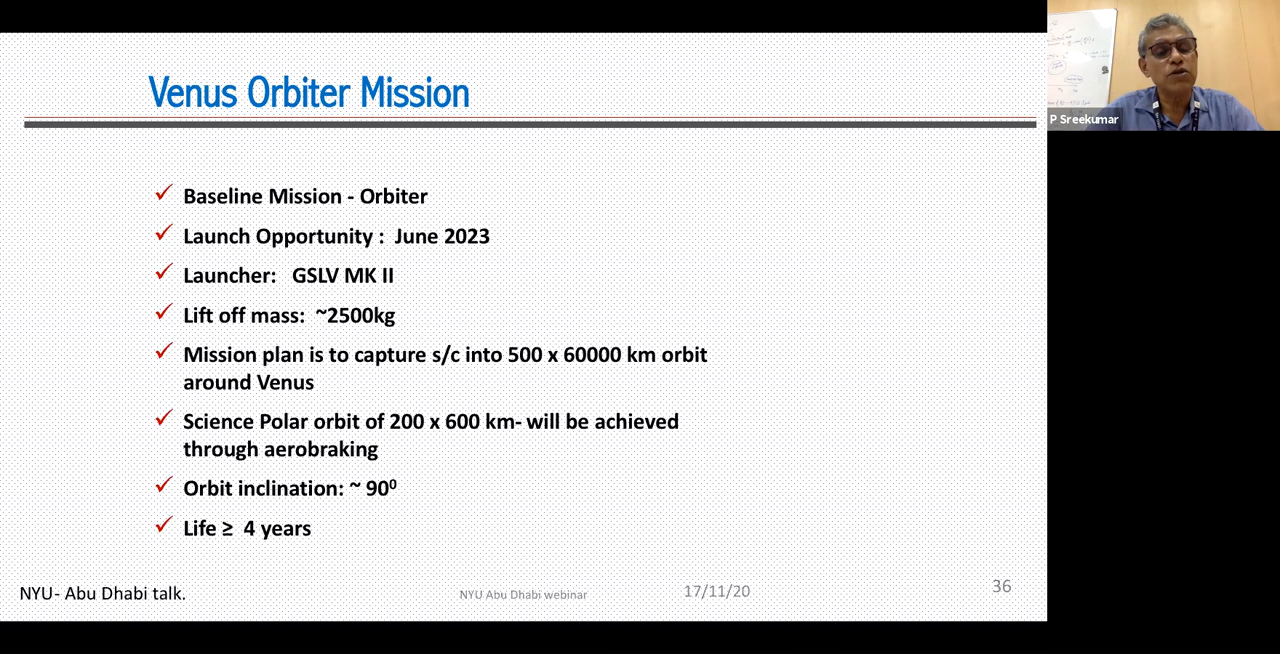 Venus Orbiter Mission
Baseline Mission - Orbiter
Launch Opportunity : June 2023
Launcher: GSLV MK II
Lift off mass: ~2500kg
Mission plan is to capture s/c into 500 x 60000 km orbit
around Venus
Science Polar orbit of 200 x 600 km- will be achieved
through aerobraking
Orbit inclination: ~ 90⁰
Life ≥ 4 years
NYU- Abu Dhabi talk.
NYU Abu Dhabi webinar
17/11/20
36
P Sreekumar